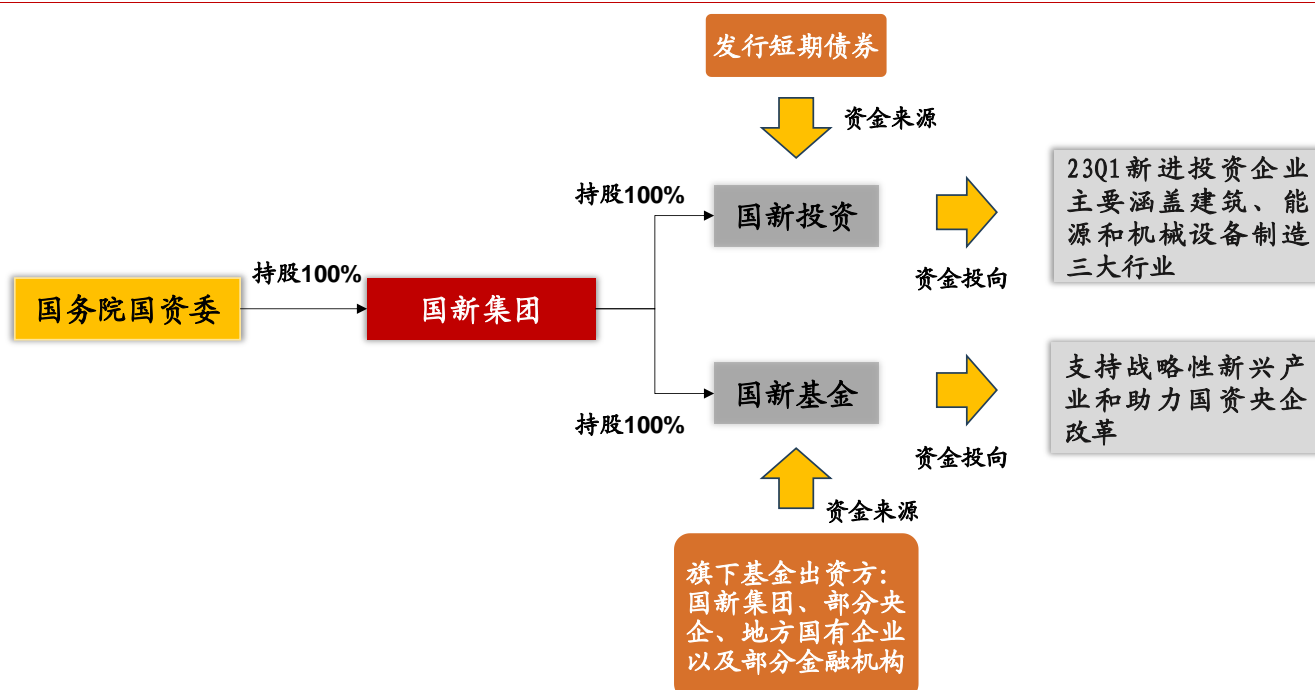 发行短期债券
资金来源
持股100%
国新投资
资金投向
23Q1新进投资企业
主要涵盖建筑、能
源和机械设备制造
三大行业
国务院国资委
持股100%
国新集团
持股100%
国新基金
资金投向
支持战略性新兴产
业和助力国资央企
改革
资金来源
旗下基金出资方：
国新集团、部分央
企、地方国有企业
以及部分金融机构